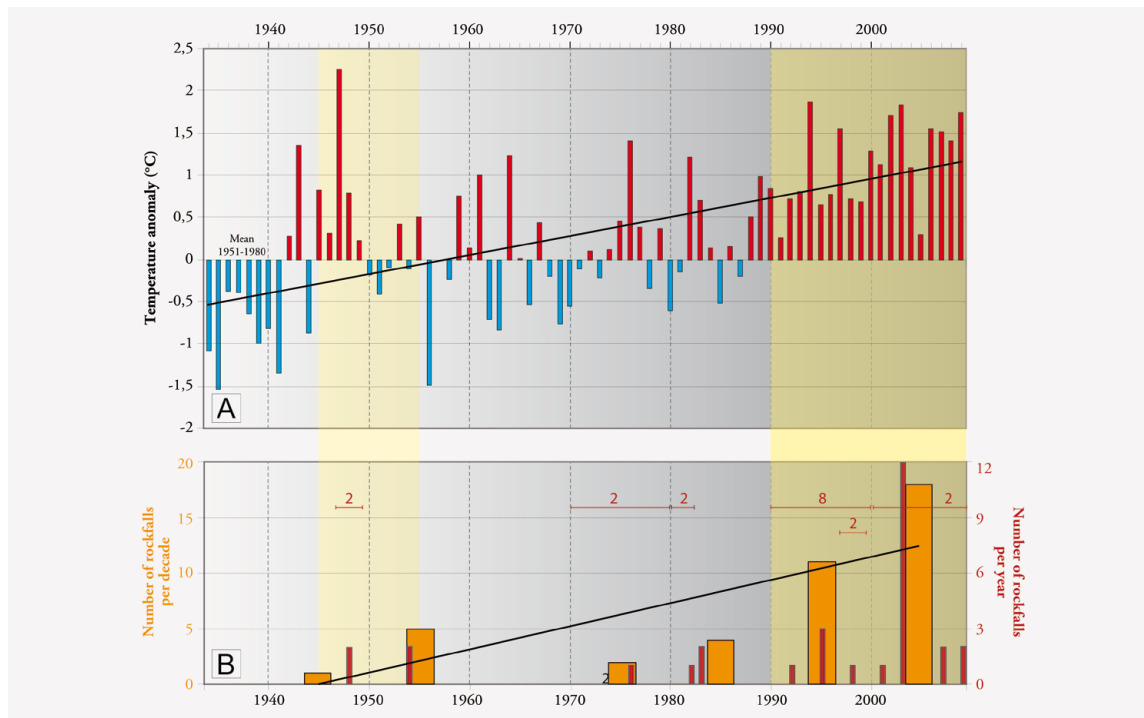 1940 1950 1960 1970 1980 1990 2000
2,5
2
1,5
1
0,5
0
-0,5
-1
-1,5
-2
Temperature anomaly (°C)
Mean
1951-1980
A
20
15
10
5
0
Number of rockfalls
per decade
2 2 2 8 2
2
2
B
12
9
6
3
0
Number of rockfalls
per year
1940 1950 1960 1970 1980 1990 2000